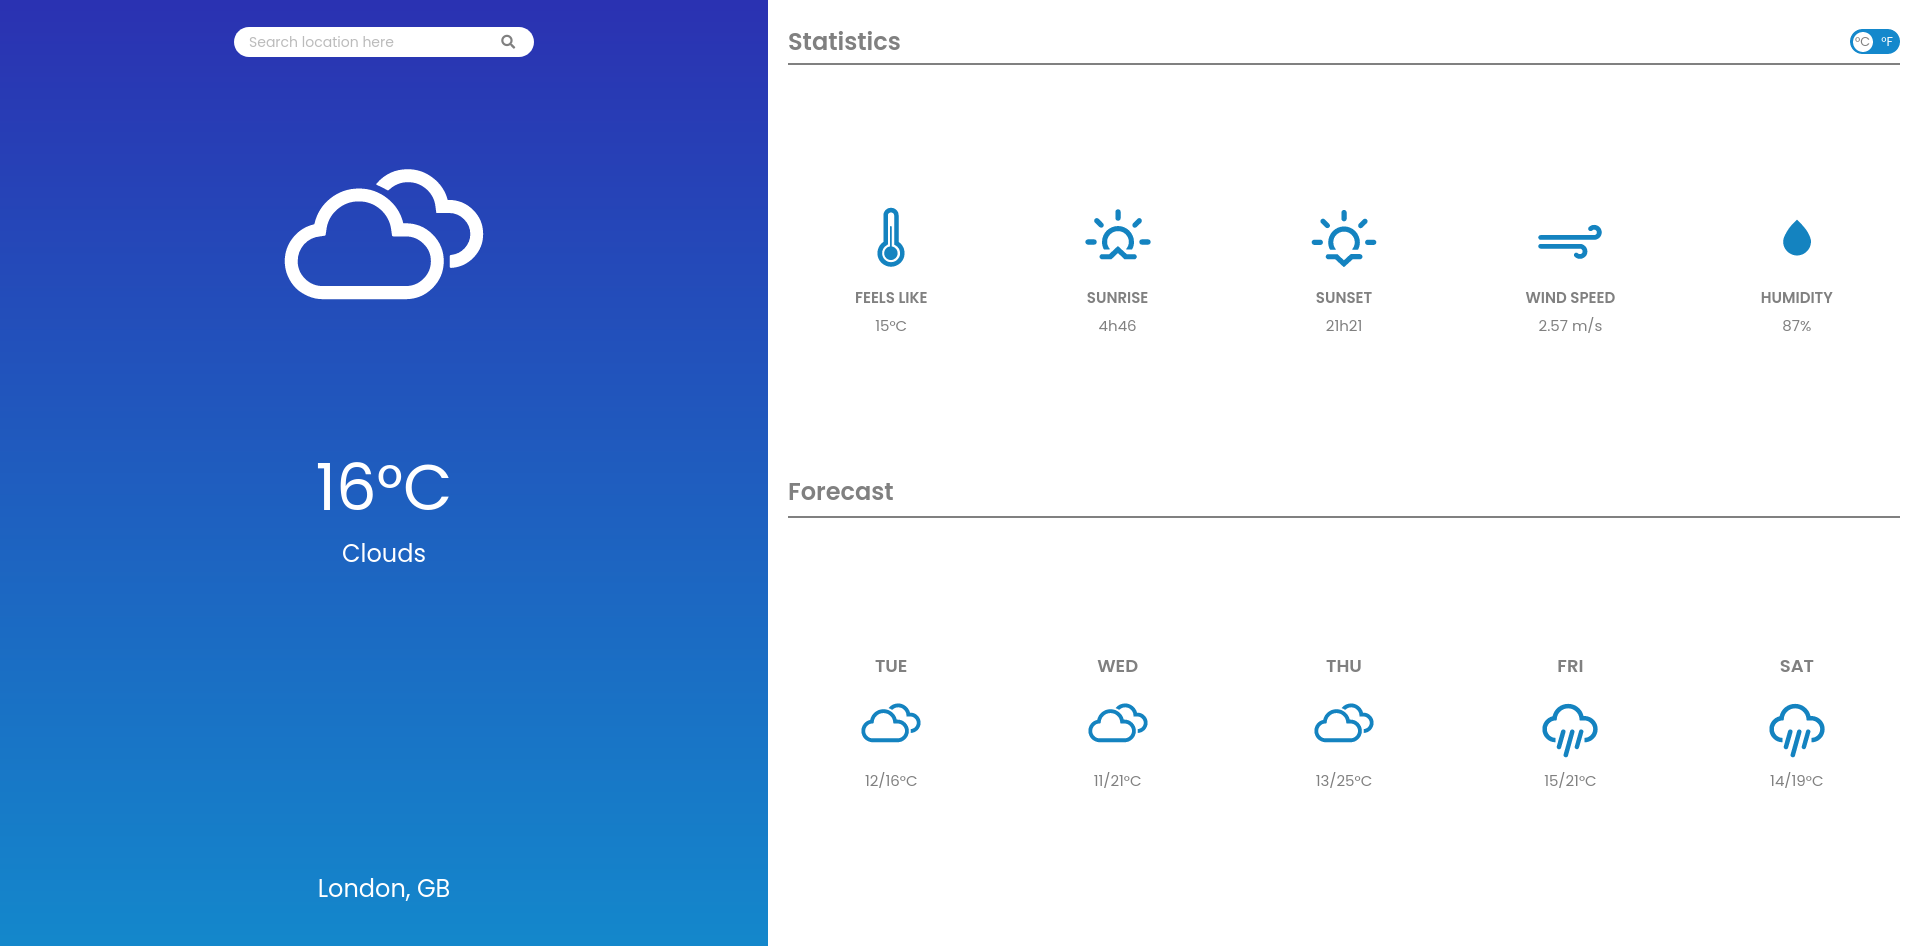 Search location here
16°C
Clouds
London, GB
Statistics
°C °F
FEELS LIKE
15°C
SUNRISE
4h46
SUNSET
21h21
WIND SPEED
2.57 m/s
HUMIDITY
87%
Forecast
TUE
12/16°C
WED
11/21°C
THU
13/25°C
FRI
15/21°C
SAT
14/19°C